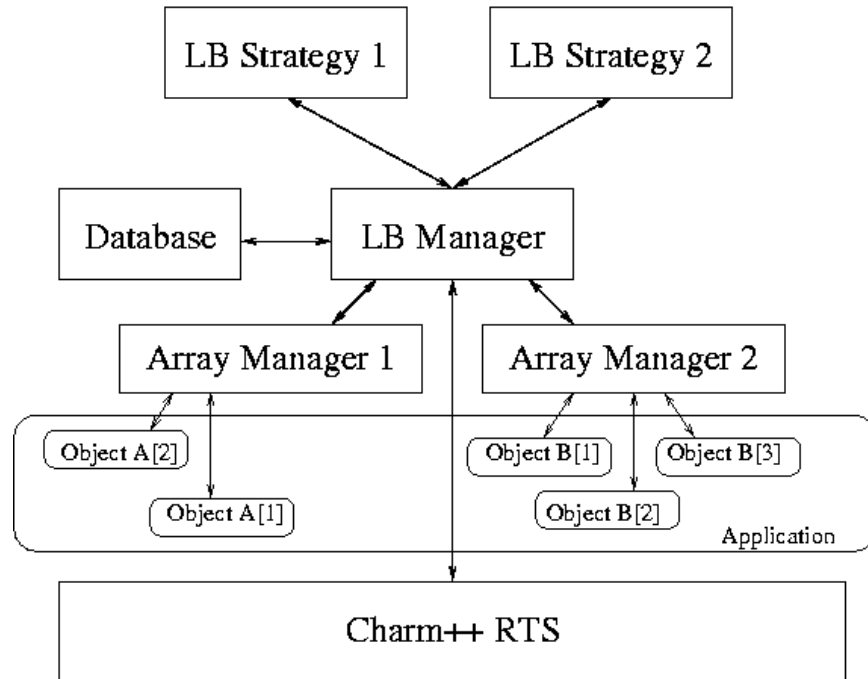 LB Strategy 1
LB Strategy 2
Database
LB Manager
Array Manager 1
Array Manager 2
Object A[2]
Object B[1]
Object B[3]
Object A[1]
Object B[2]
Application
Charm++ RTS